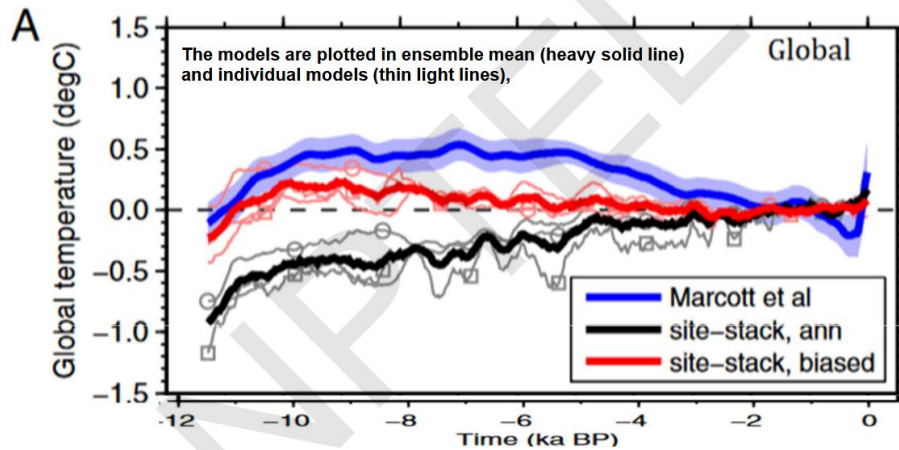 A
Global
The models are plotted in ensemble mean (heavy solid line)
and individual models (thin light lines),
Global temperature (degC)
1.5
1.0
0.5
0.0
−0.5
−1.0
−1.5
Marcott et al
site−stack, ann
site−stack, biased
-12 −10 −8 −6 −4 −2 0
Time (ka BP)
NPTEL